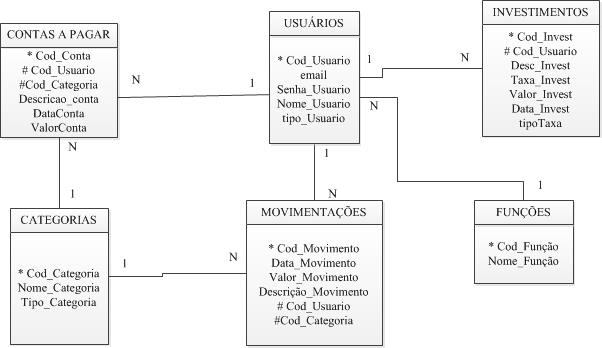 CONTAS A PAGAR
* Cod_Conta
# Cod_Usuario
#Cod_Categoria
Descricao_conta
DataConta
ValorConta
N
1
USUÁRIOS
* Cod_Usuario
email
Senha_Usuario
Nome_Usuario
tipo_Usuario
1
N
INVESTIMENTOS
* Cod_Invest
# Cod_Usuario
Desc_Invest
Taxa_Invest
Valor_Invest
Data_Invest
tipoTaxa
N
1
N
1
1
N
CATEGORIAS
* Cod_Categoria
Nome_Categoria
Tipo_Categoria
1
N
MOVIMENTAÇÕES
* Cod_Movimento
Data_Movimento
Valor_Movimento
Descrição_Movimento
# Cod_Usuario
#Cod_Categoria
FUNÇÕES
* Cod_Função
Nome_Função